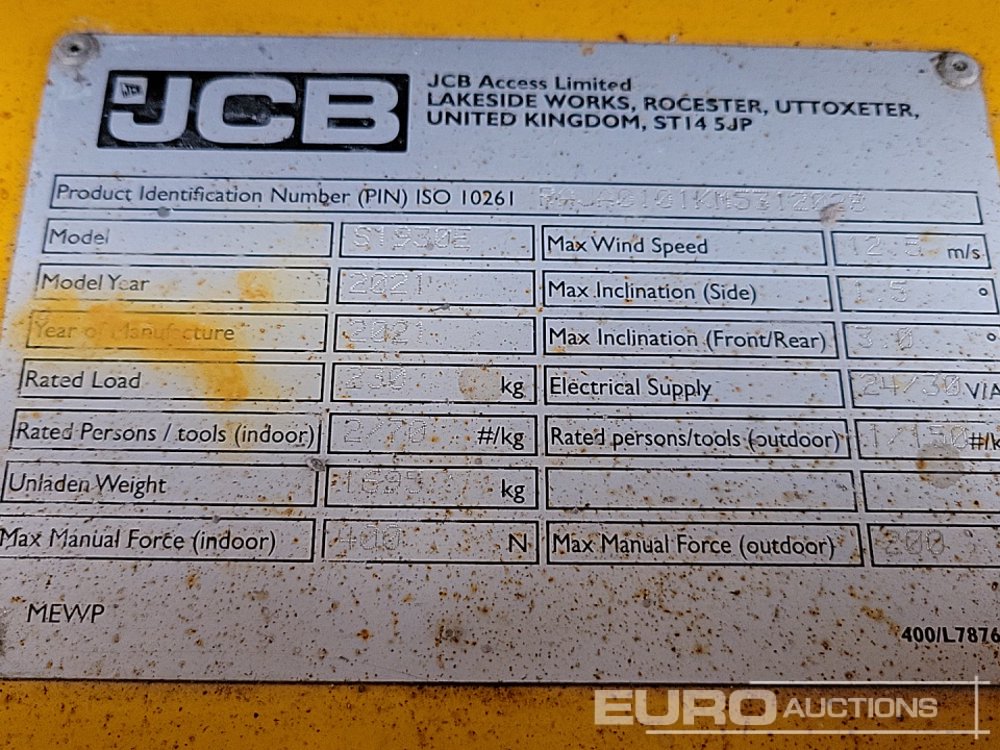 JCB
JCB Access Limited
LAKESIDE WORKS, ROCESTER, UTTOXETER,
UNITED KINGDOM, ST14 5JP
Product Identification Number (PIN) ISO 10261
Model S1930E Max Wind Speed 12.5 m/s
Model Year 2021 Max Inclination (Side) 1.5 °
Year of Manufacture 2021 Max Inclination (Front/Rear) 3.0 °
Rated Load 230 kg Electrical Supply 24/30 V/A
Rated Persons / tools (indoor) 2/70 #/kg Rated persons/tools (outdoor) 1/150 #/k
Unladen Weight kg
Max Manual Force (indoor) 400 N Max Manual Force (outdoor) 200
MEWP
400/L7876
EURO AUCTIONS